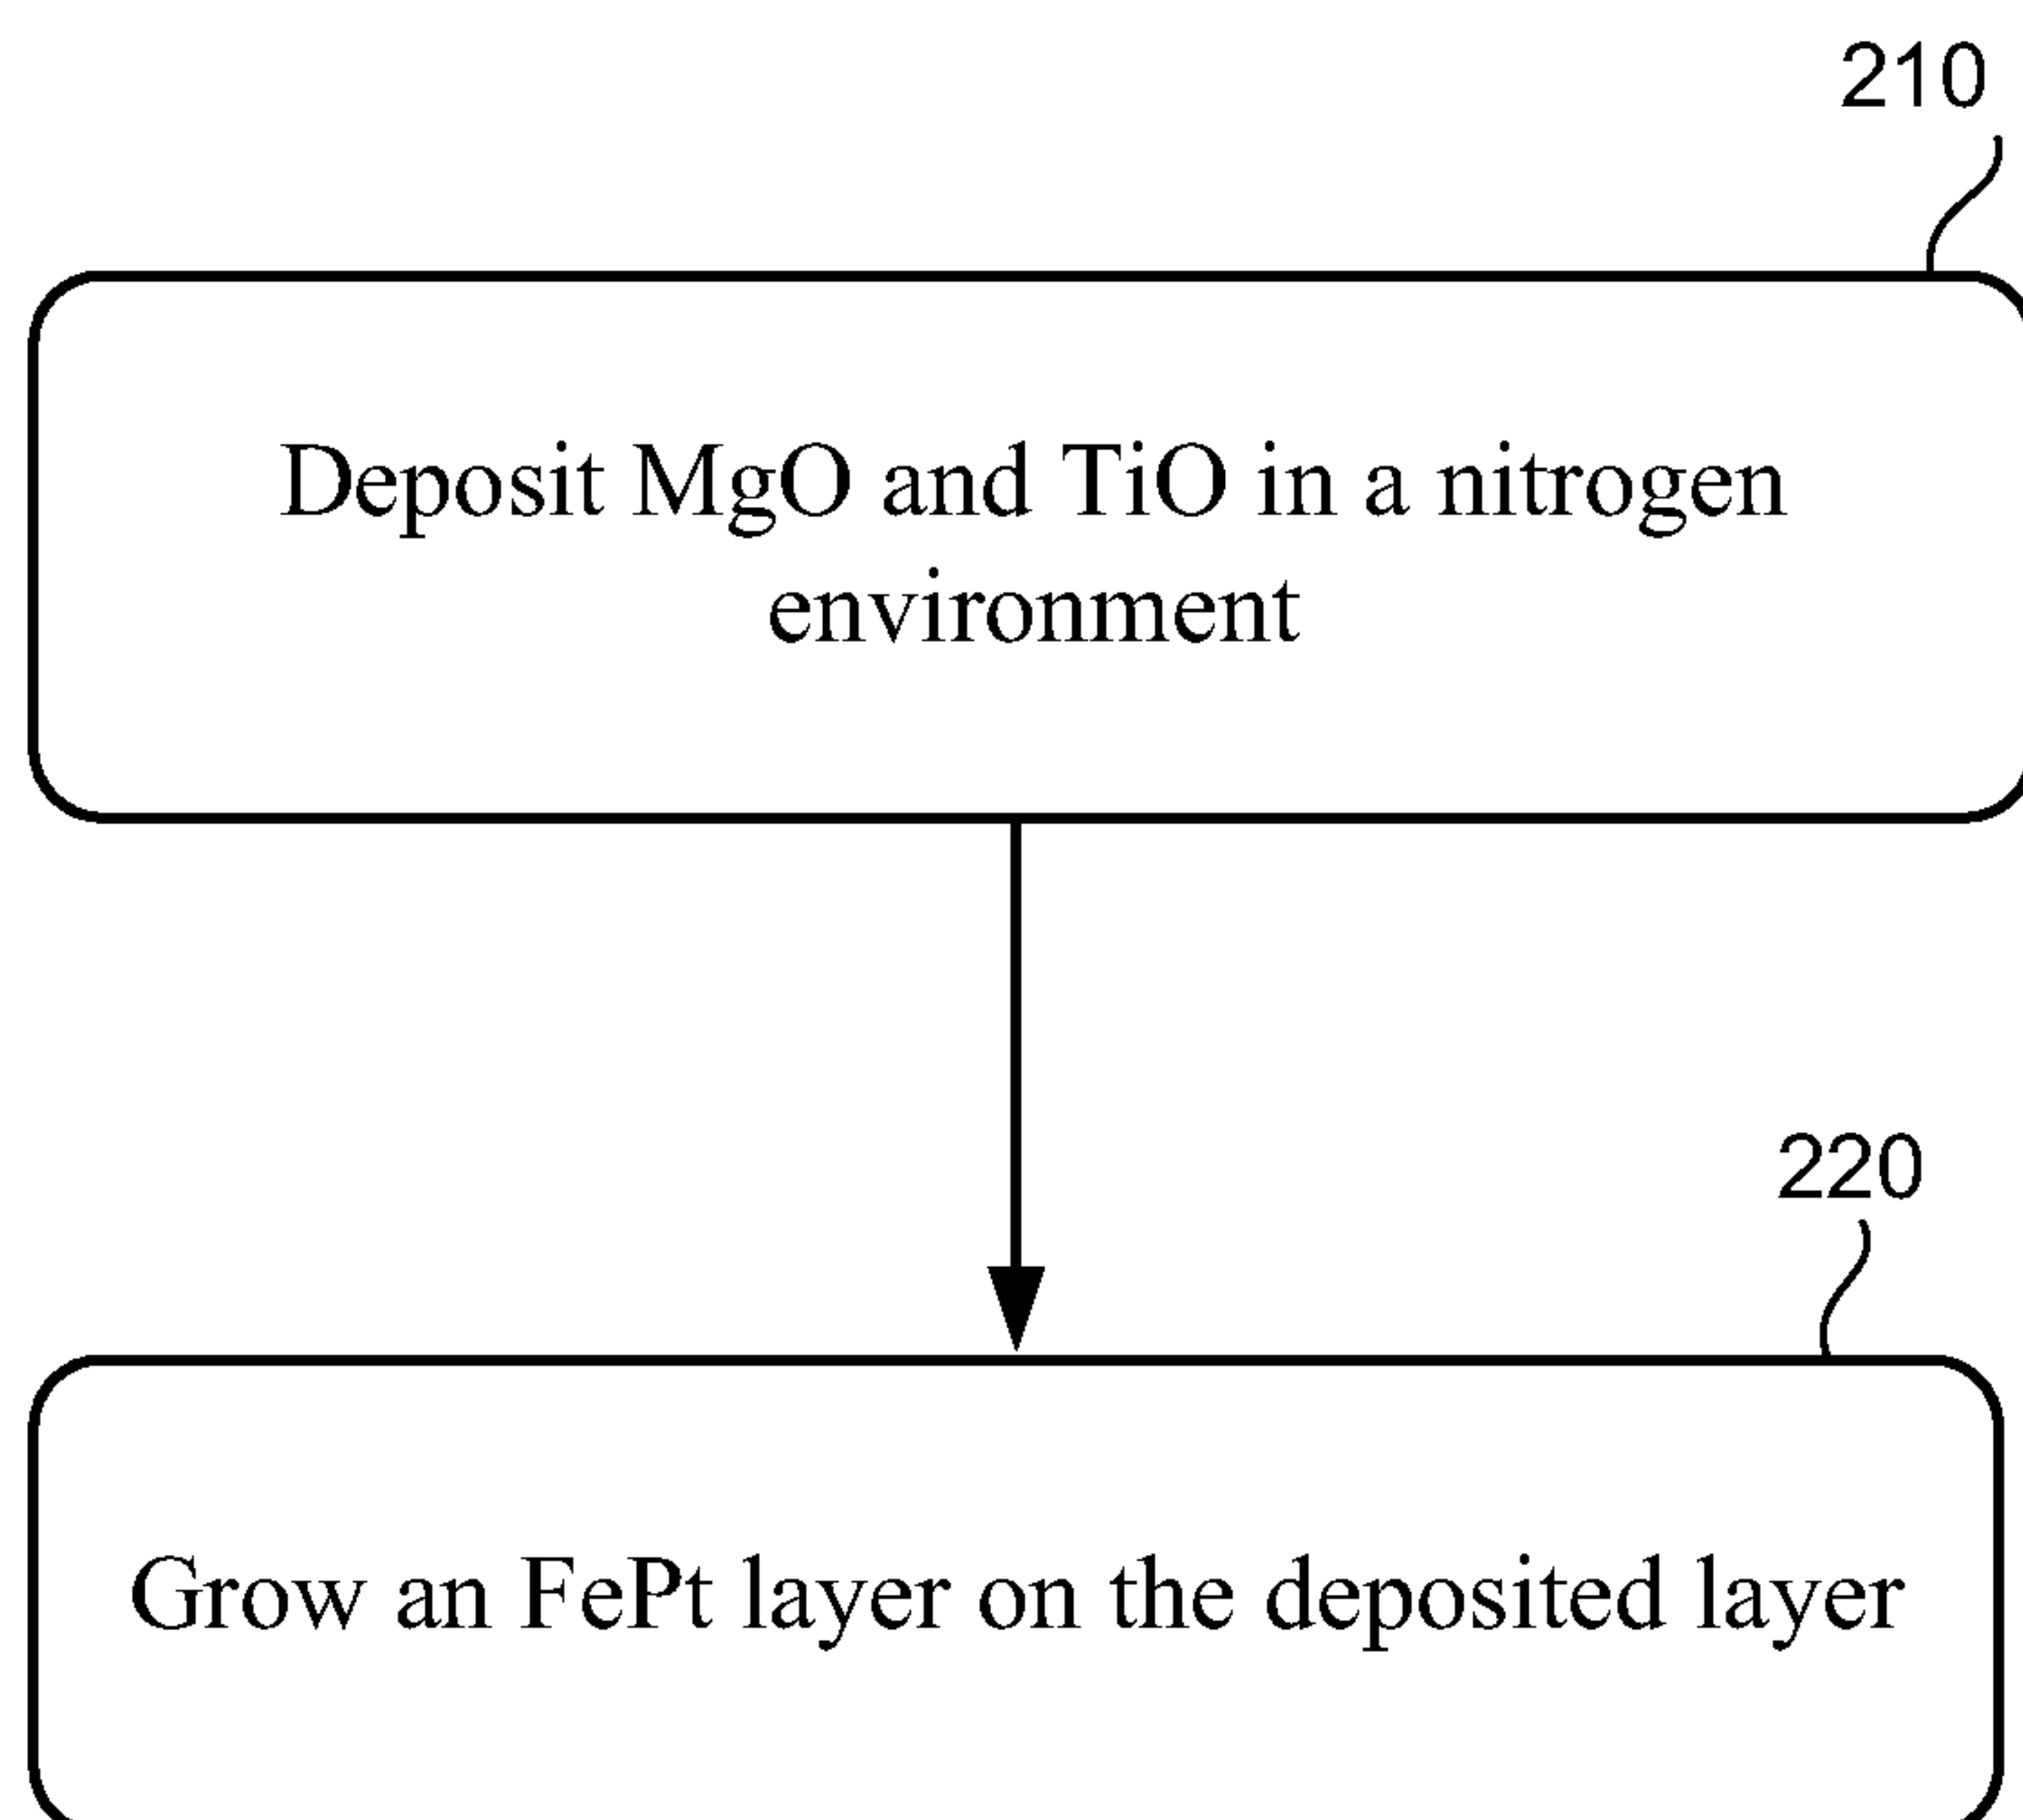 210
Deposit MgO and TiO in a nitrogen
environment
220
Grow an FePt layer on the deposited layer